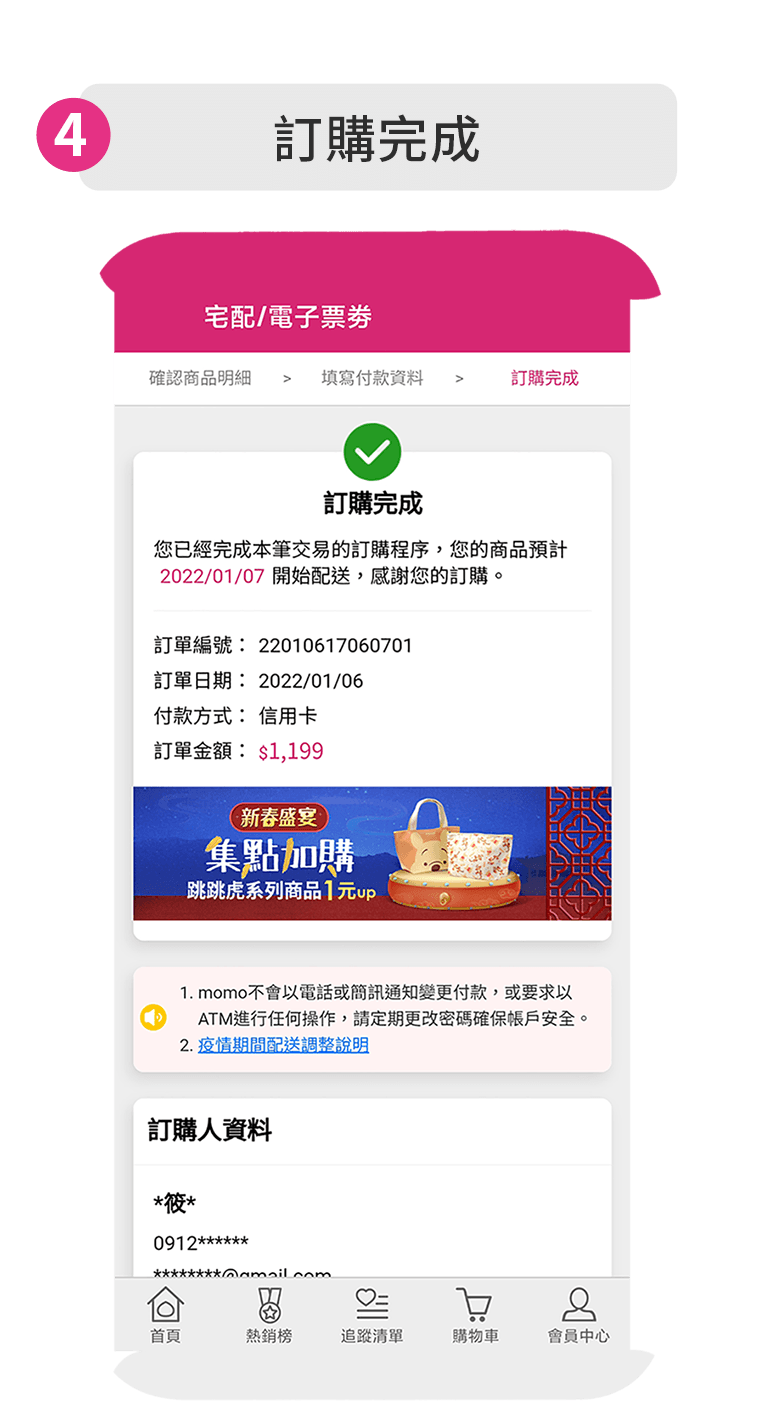 4
訂購完成
宅配/電子票券
確認商品明細 > 填寫付款資料 > 訂購完成
訂購完成
您已經完成本筆交易的訂購程序，您的商品預計
2022/01/07 開始配送，感謝您的訂購。
訂單編號： 22010617060701
訂單日期： 2022/01/06
付款方式： 信用卡
訂單金額： $1,199
新春盛宴
集點加購
跳跳虎系列商品1元up
1. momo不會以電話或簡訊通知變更付款，或要求以
ATM進行任何操作，請定期更改密碼確保帳戶安全。
2. 疫情期間配送調整說明
訂購人資料
*筱*
0912******
********@gmail.com
首頁 熱銷榜 追蹤清單 購物車 會員中心